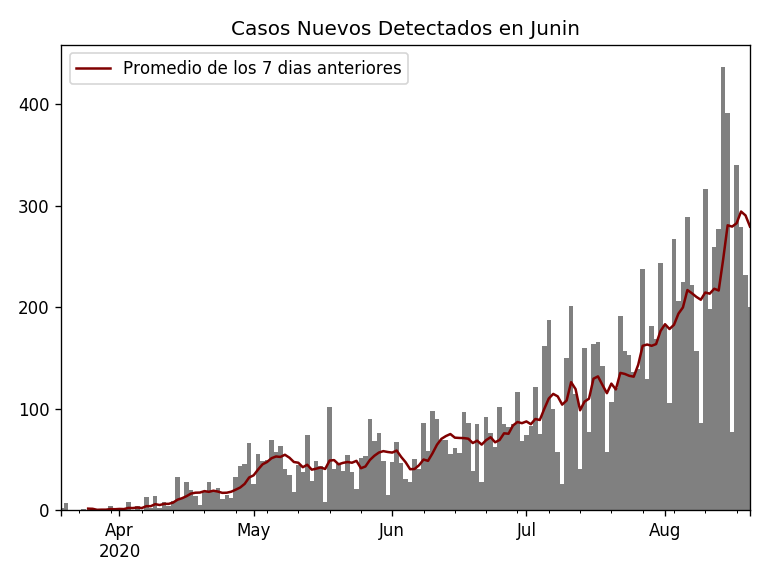 Casos Nuevos Detectados en Junin
Promedio de los 7 dias anteriores
400
300
200
100
0
Apr May Jun Jul Aug
2020